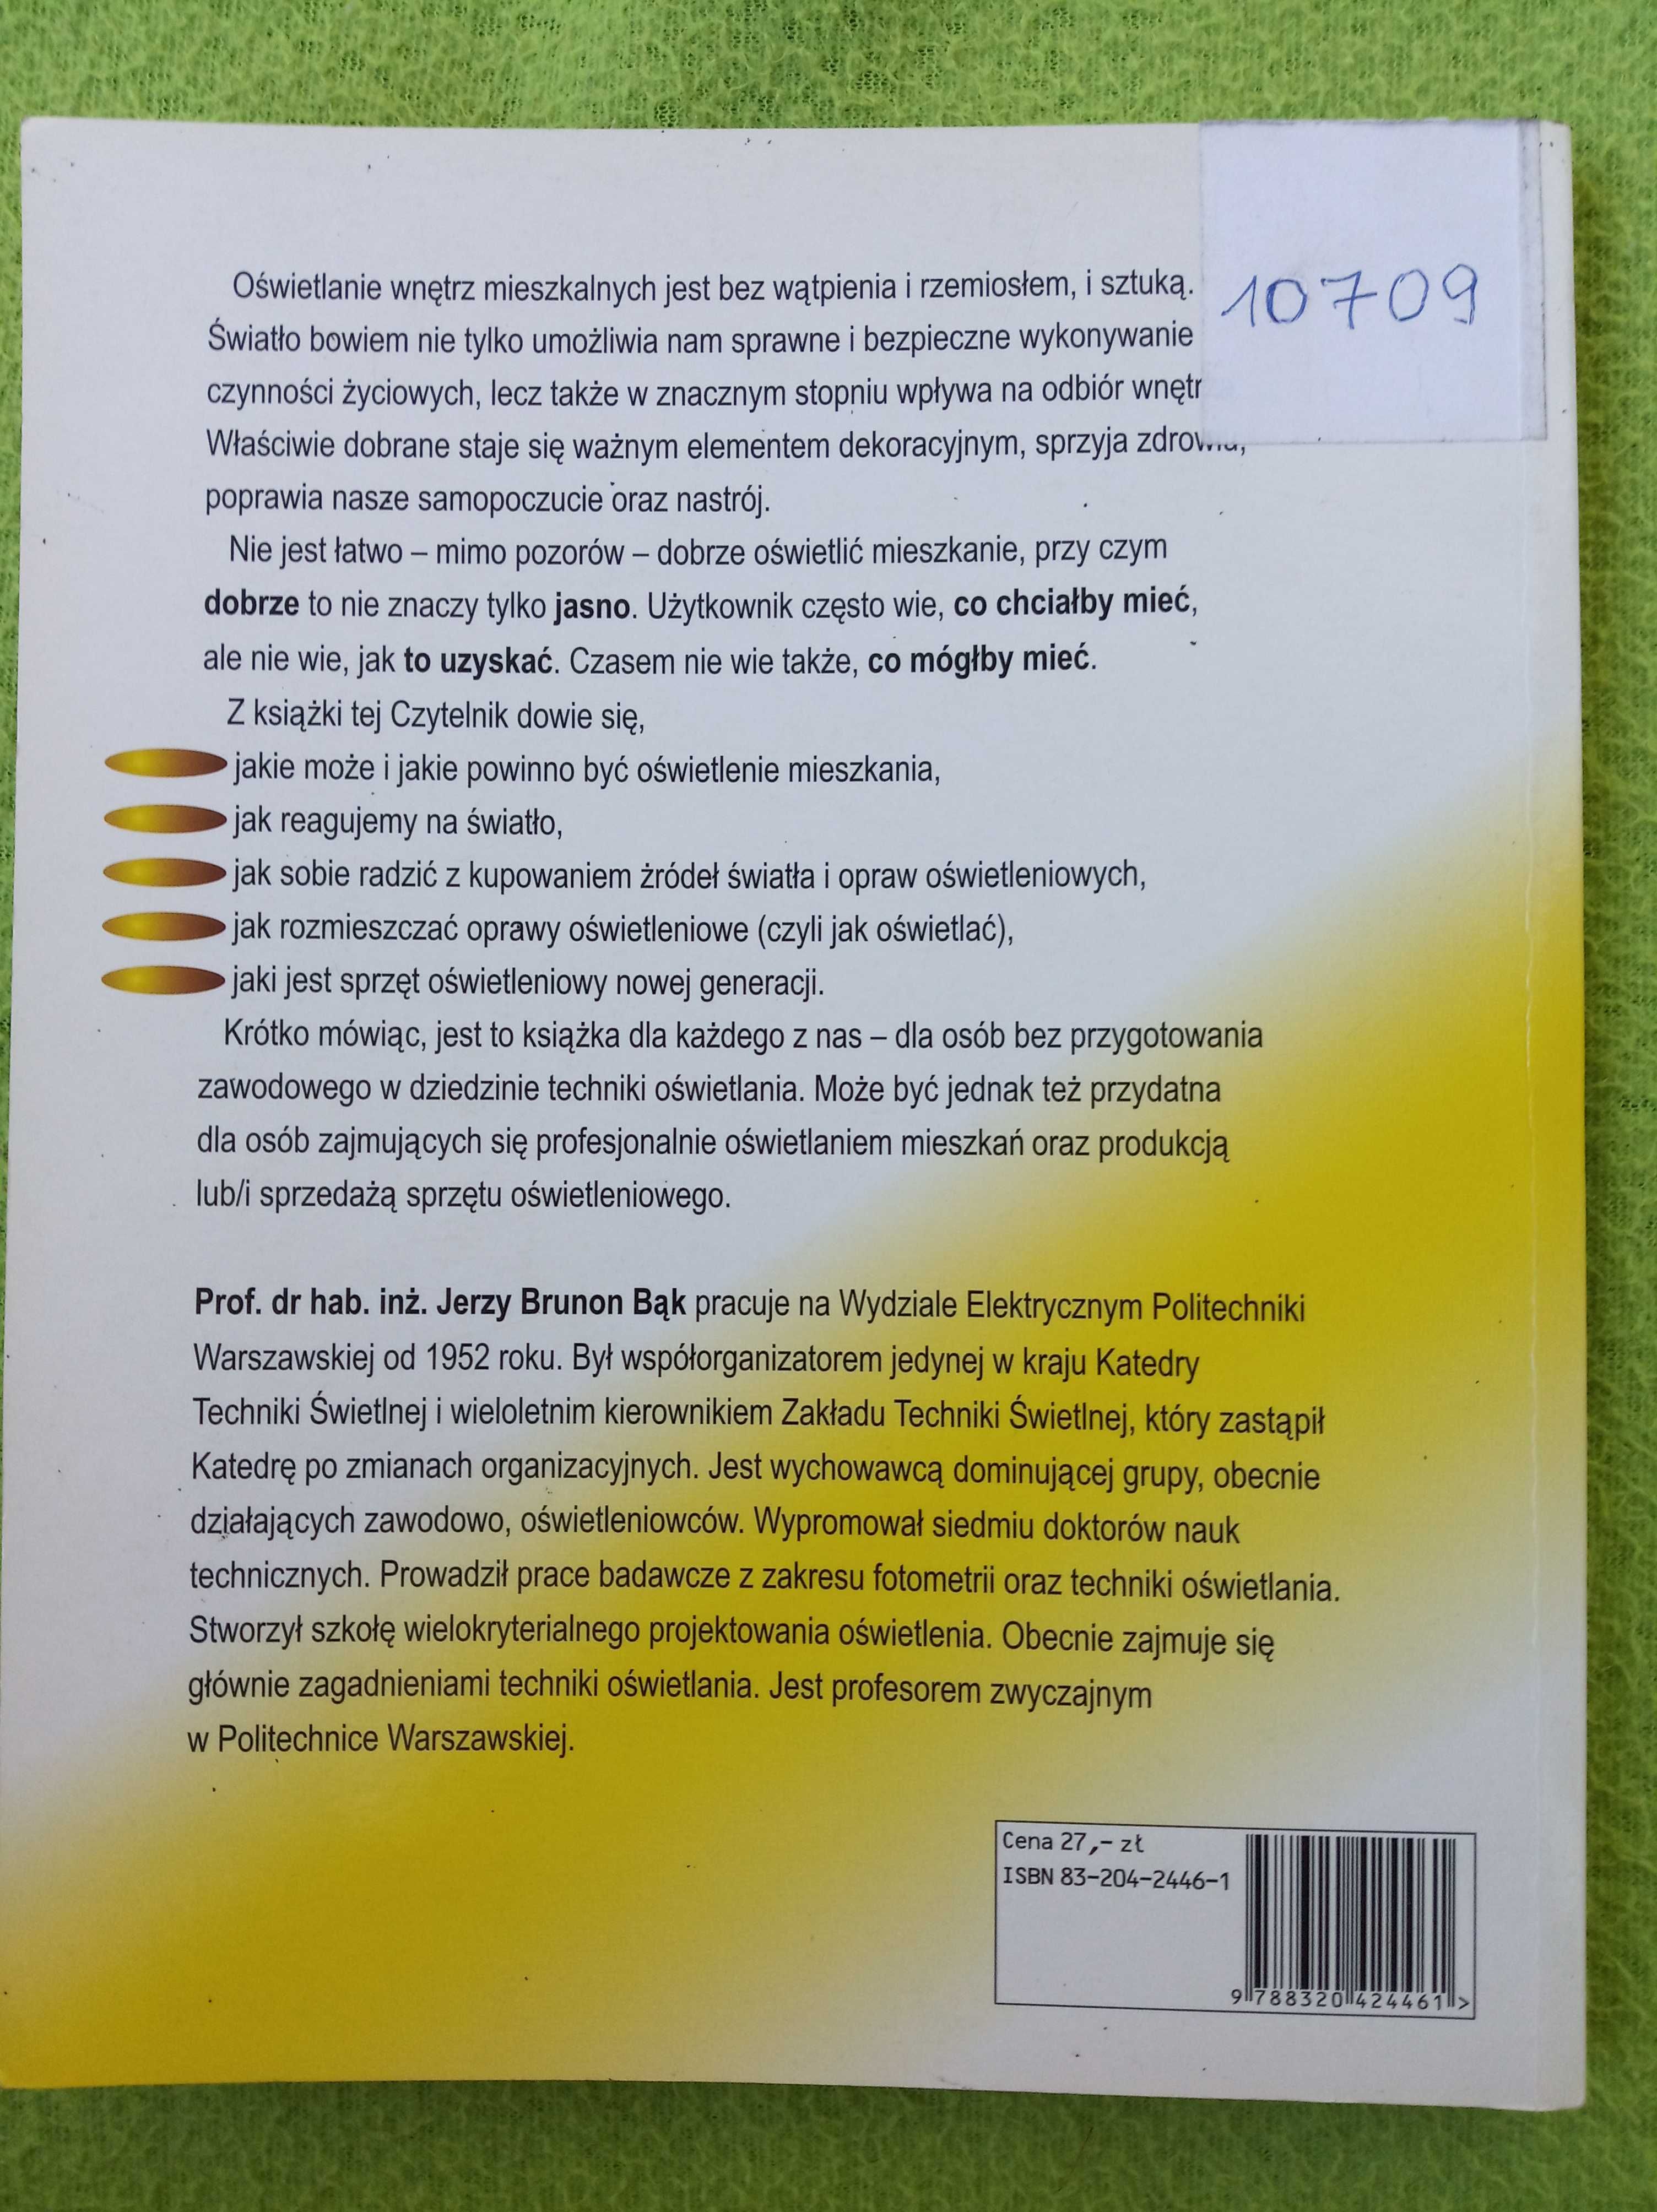 Oświetlanie wnętrz mieszkalnych jest bez wątpienia i rzemiosłem, i sztuką.
10709
Światło bowiem nie tylko umożliwia nam sprawne i bezpieczne wykonywanie
czynności życiowych, lecz także w znacznym stopniu wpływa na odbiór
Właściwie dobrane staje się ważnym elementem dekoracyjnym, sprzyja
poprawia nasze samopoczucie oraz nastrój.
Nie jest łatwo – mimo pozorów – dobrze oświetlić mieszkanie, przy czym
dobrze to nie znaczy tylko jasno. Użytkownik często wie, co chciałby mieć,
ale nie wie, jak to uzyskać. Czasem nie wie także, co mógłby mieć.
Z książki tej Czytelnik dowie się,
jakie może i jakie powinno być oświetlenie mieszkania,
jak reagujemy na światło,
jak sobie radzić z kupowaniem źródeł światła i opraw oświetleniowych,
jak rozmieszczać oprawy oświetleniowe (czyli jak oświetlać),
jaki jest sprzęt oświetleniowy nowej generacji.
Krótko mówiąc, jest to książka dla każdego z nas – dla osób bez przygotowania
zawodowego w dziedzinie techniki oświetlania. Może być jednak też przydatna
dla osób zajmujących się profesjonalnie oświetlaniem mieszkań oraz produkcją
lub/i sprzedażą sprzętu oświetleniowego.
Prof. dr hab. inż. Jerzy Brunon Bąk pracuje na Wydziale Elektrycznym Politechniki
Warszawskiej od 1952 roku. Był współorganizatorem jedynej w kraju Katedry
Techniki Świetlnej i wieloletnim kierownikiem Zakładu Techniki Świetlnej, który zastąpił
Katedrę po zmianach organizacyjnych. Jest wychowawcą dominującej grupy, obecnie
działających zawodowo, oświetleniowców. Wypromował siedmiu doktorów nauk
technicznych. Prowadził prace badawcze z zakresu fotometrii oraz techniki oświetlania.
Stworzył szkołę wielokryterialnego projektowania oświetlenia. Obecnie zajmuje się
głównie zagadnieniami techniki oświetlania. Jest profesorem zwyczajnym
w Politechnice Warszawskiej.
Cena 27,- zł
ISBN 83-204-2446-1
9 788320 424461 >